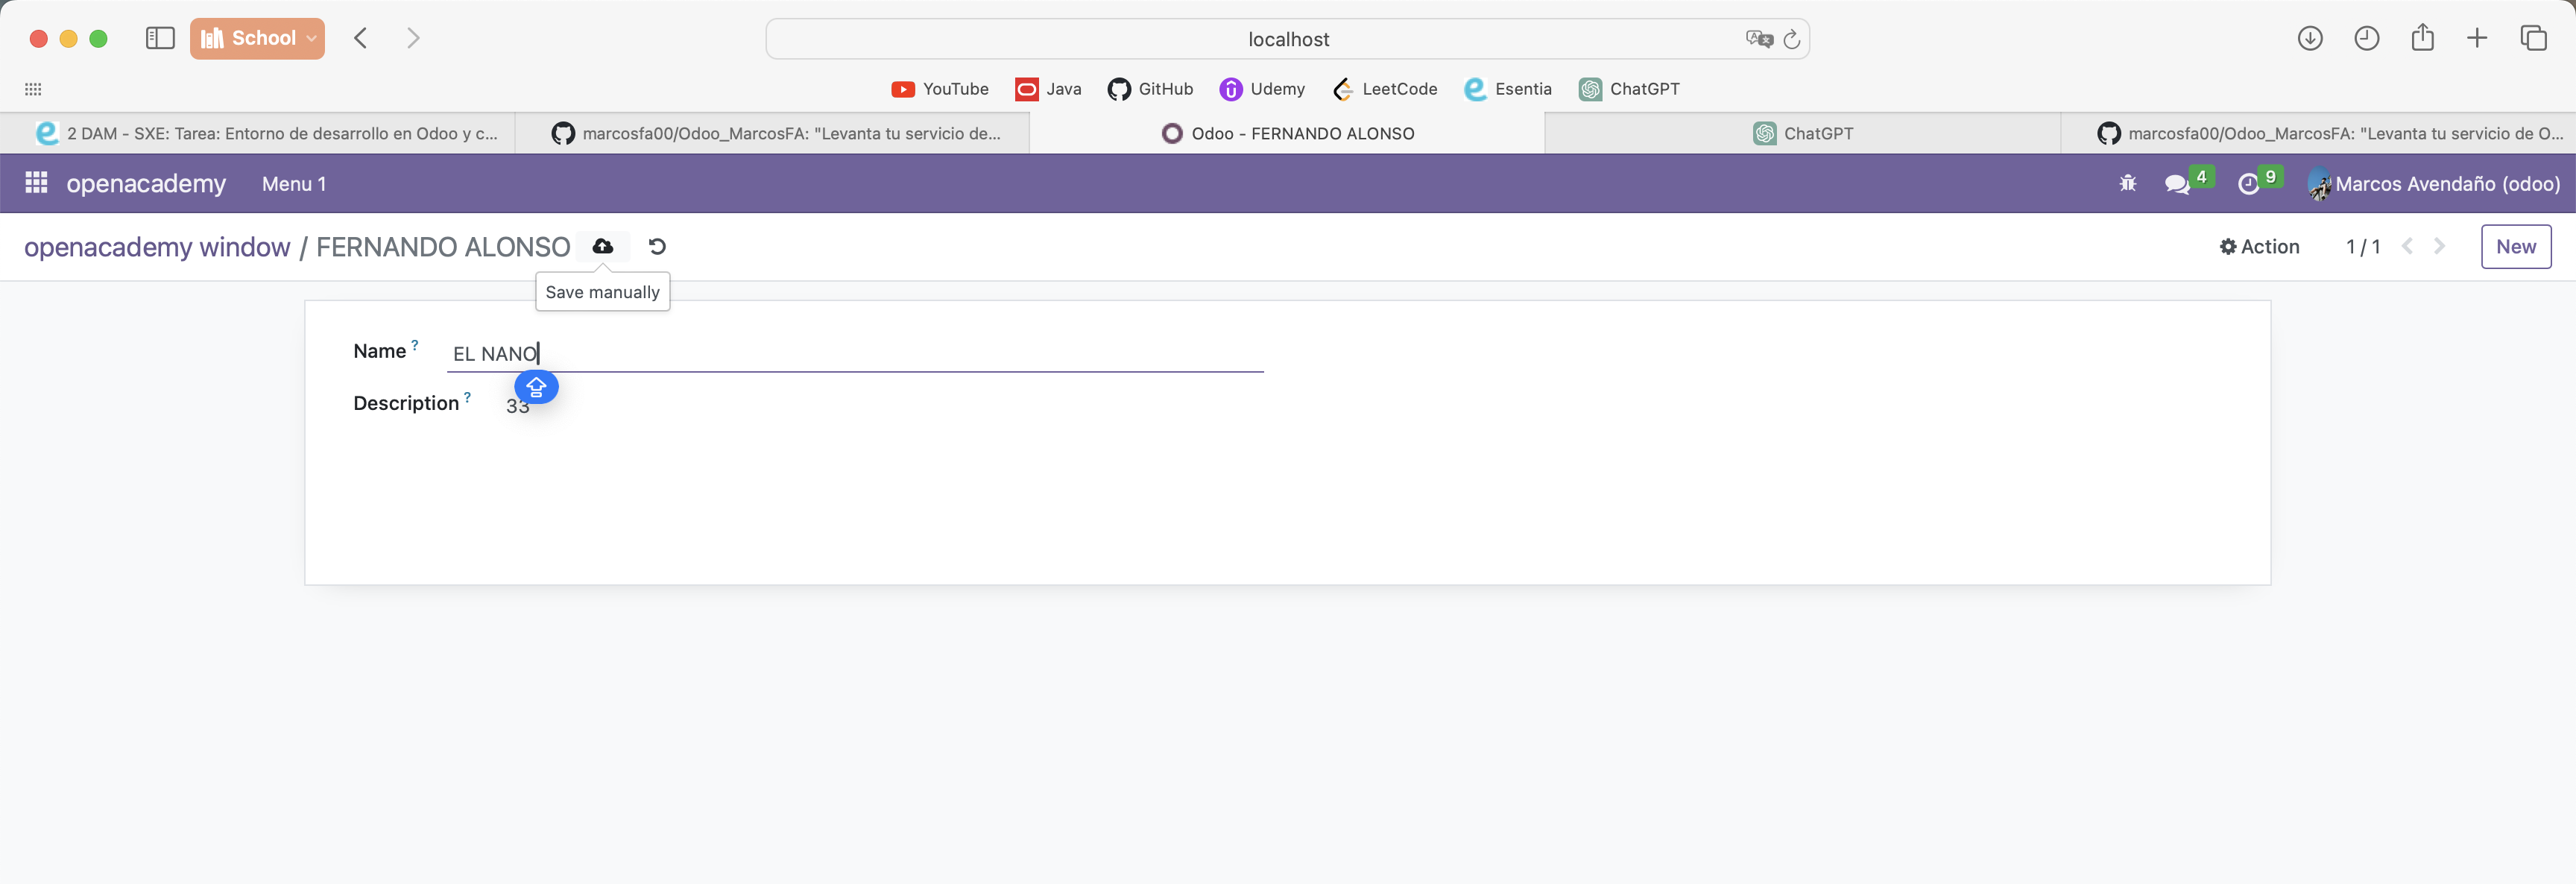 School
localhost
YouTube Java GitHub Udemy LeetCode Esentia ChatGPT
2 DAM - SXE: Tarea: Entorno de desarrollo en Odoo y c... marcosfa00/Odoo_MarcosFA: "Levanta tu servicio de... Odoo - FERNANDO ALONSO ChatGPT marcosfa00/Odoo_MarcosFA: "Levanta tu servicio de O...
openacademy Menu 1 4 9 Marcos Avendaño (odoo)
openacademy window / FERNANDO ALONSO Action 1 / 1 New
Save manually
Name ? EL NANO
Description ? 33